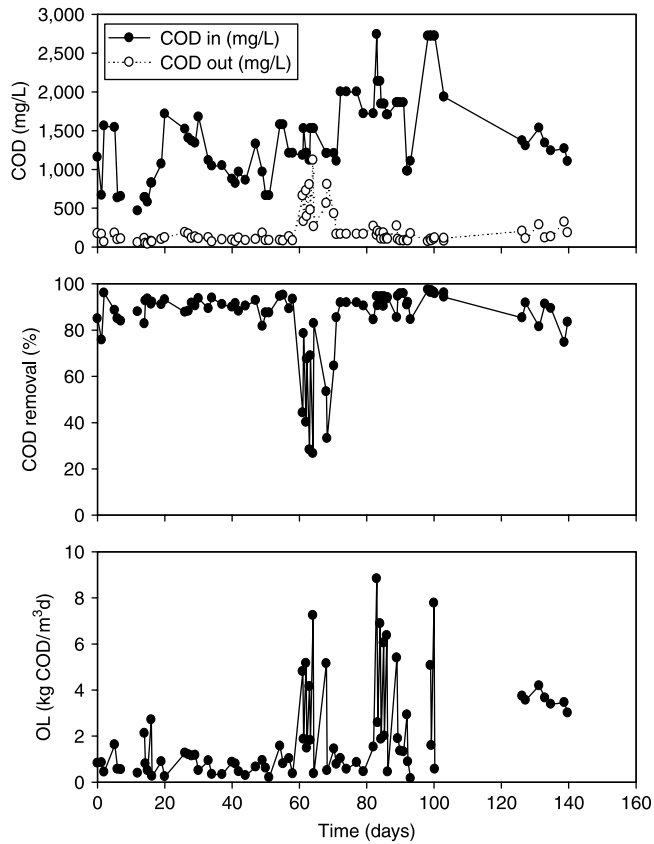 3,000
2,500
2,000
1,500
1,000
500
0
COD (mg/L)
COD in (mg/L)
COD out (mg/L)
100
80
60
40
20
0
COD removal (%)
10
8
6
4
2
0
OL (kg COD/m³d)
0 20 40 60 80 100 120 140 160
Time (days)